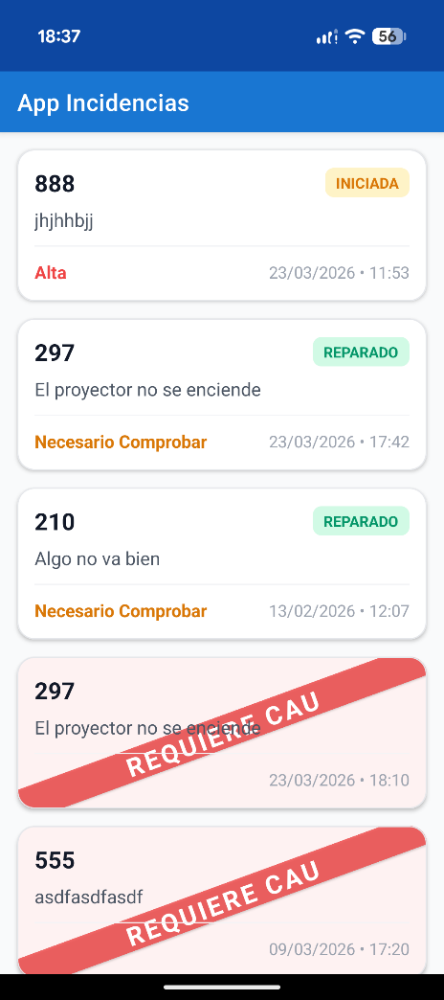 18:37
56
App Incidencias
888
INICIADA
jhjhhbjj
Alta
23/03/2026 • 11:53
297
REPARADO
El proyector no se enciende
Necesario Comprobar
23/03/2026 • 17:42
210
REPARADO
Algo no va bien
Necesario Comprobar
13/02/2026 • 12:07
297
El proyector no se enciende
REQUIERE CAU
23/03/2026 • 18:10
555
asdfasdfasdf
REQUIERE CAU
09/03/2026 • 17:20